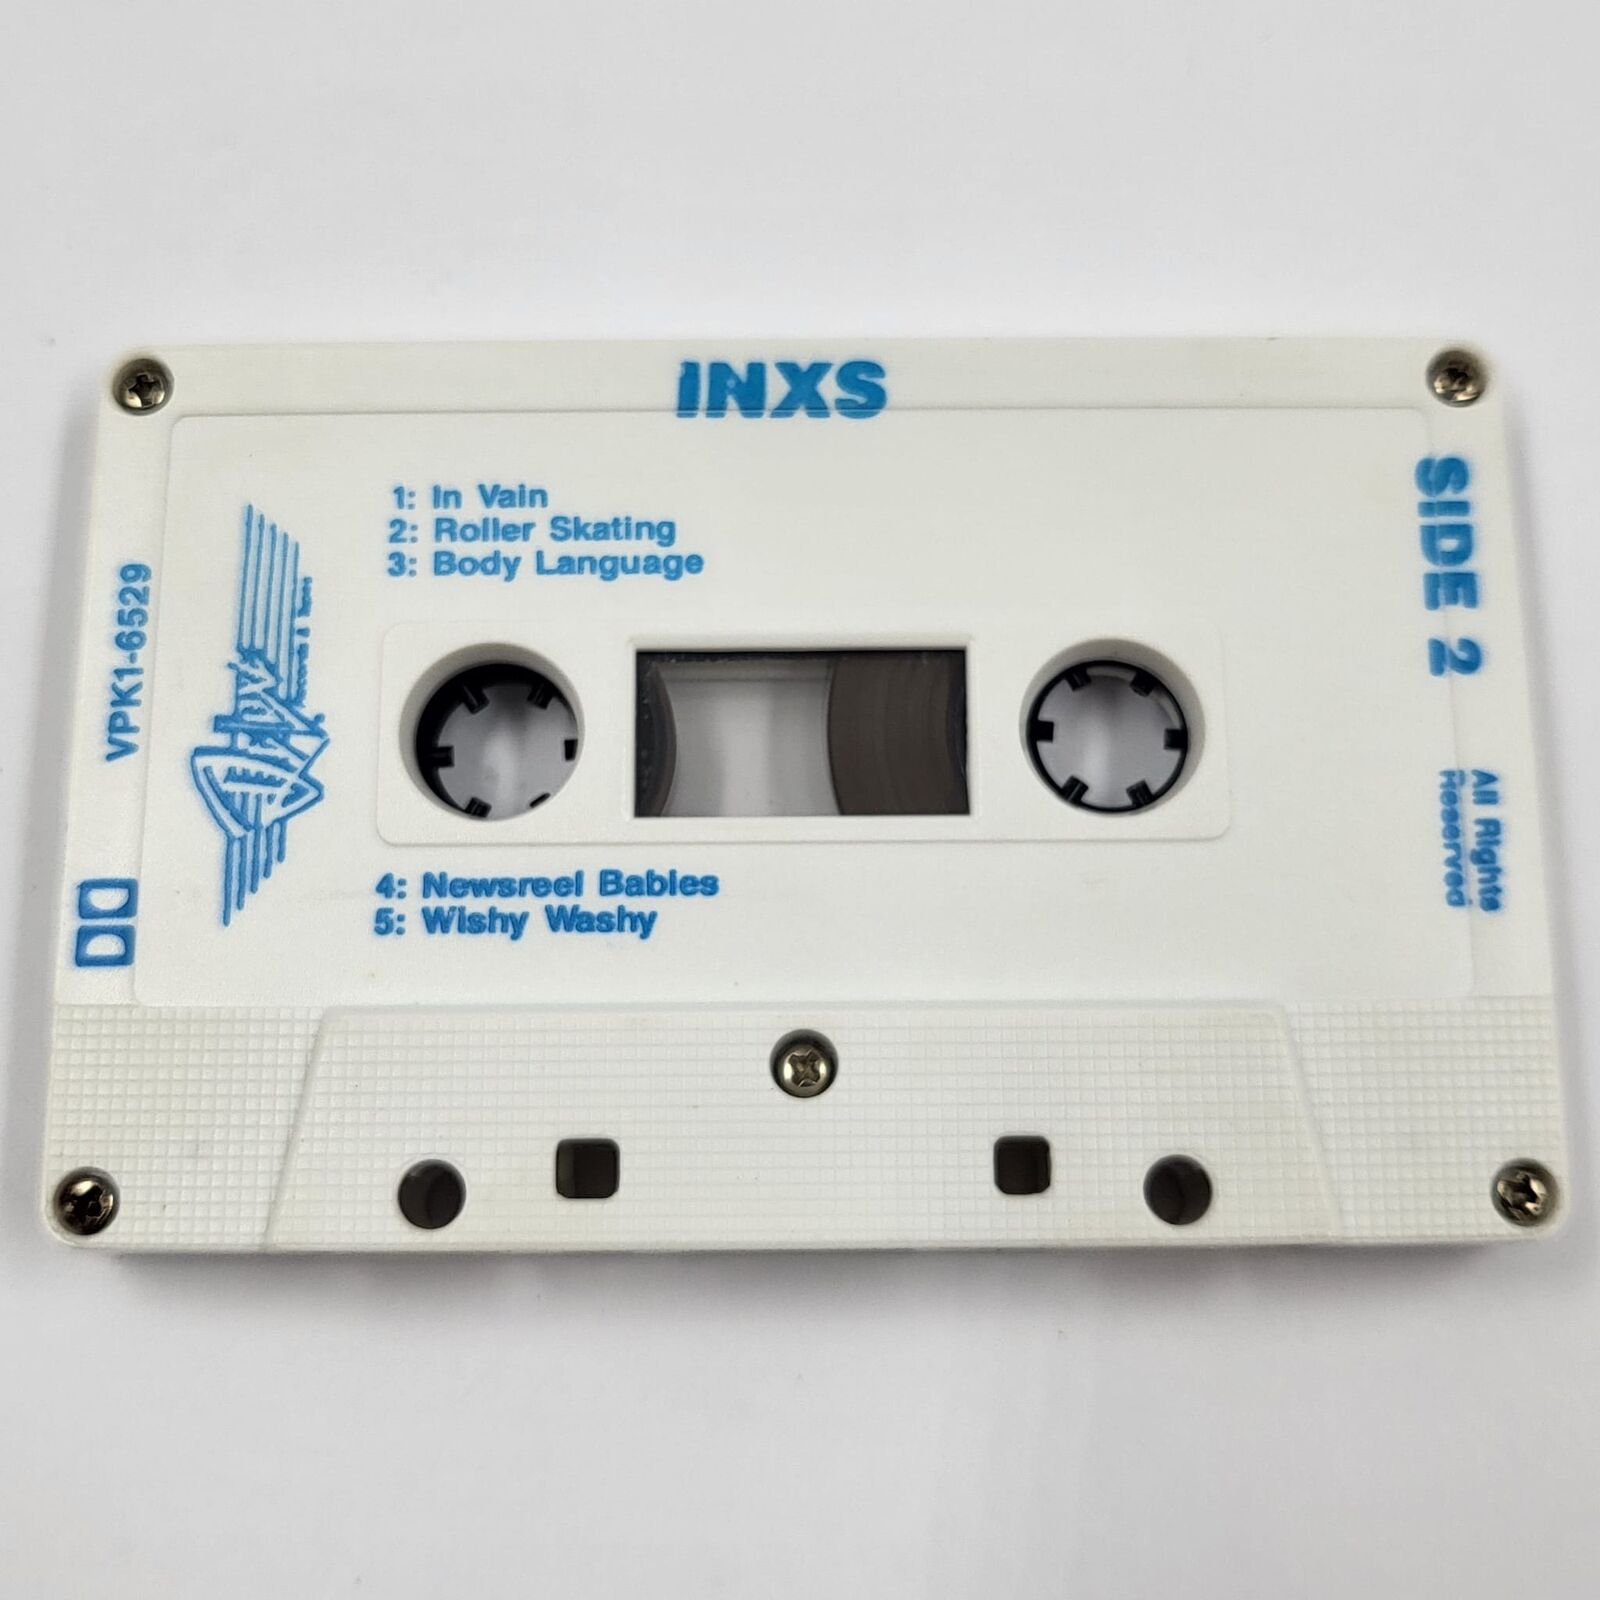 INXS
1: In Vain
2: Roller Skating
3: Body Language
4: Newsreel Babies
5: Wishy Washy
SIDE 2
All Rights
Reserved
VPK1-6529